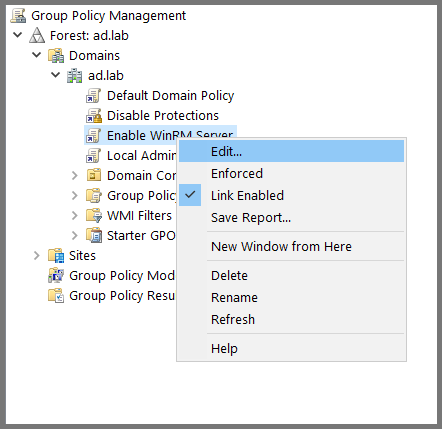 Group Policy Management
Forest: ad.lab
Domains
ad.lab
Default Domain Policy
Disable Protections
Enable WinRM Server
Local Admin
Domain Con
Group Policy
WMI Filters
Starter GPO
Sites
Group Policy Mod
Group Policy Resu
Edit...
Enforced
Link Enabled
Save Report...
New Window from Here
Delete
Rename
Refresh
Help